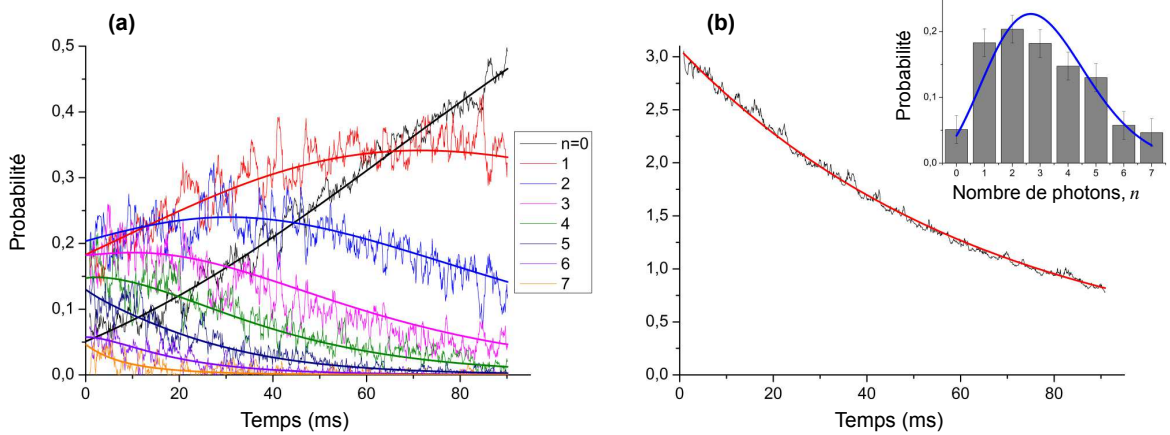 (a)
Probabilité
0,5
0,4
0,3
0,2
0,1
0,0
0 20 40 60 80
Temps (ms)
n=0
1
2
3
4
5
6
7
(b)
3,0
2,5
2,0
1,5
1,0
0,5
0,0
0 20 40 60 80
Temps (ms)
Probabilité
0,2
0,1
0,0
0 1 2 3 4 5 6 7
Nombre de photons, n